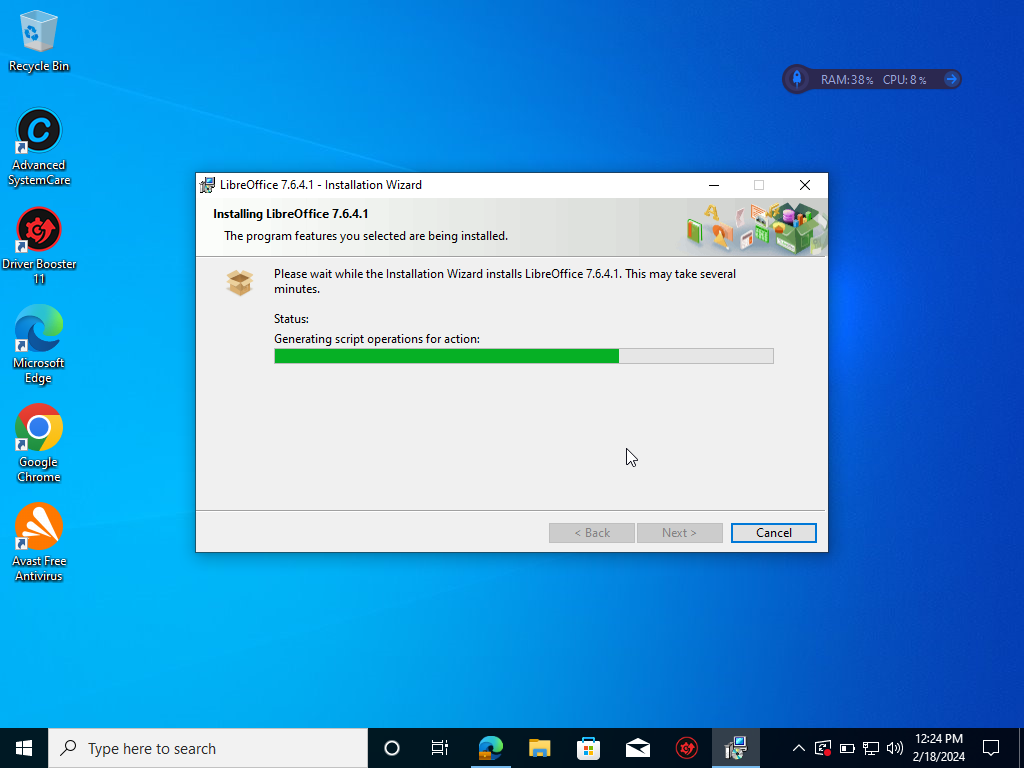 Recycle Bin
RAM:38% CPU: 8%
Advanced
SystemCare
Driver Booster
11
Microsoft
Edge
Google
Chrome
Avast Free
Antivirus
LibreOffice 7.6.4.1 - Installation Wizard
Installing LibreOffice 7.6.4.1
The program features you selected are being installed.
Please wait while the Installation Wizard installs LibreOffice 7.6.4.1. This may take several
minutes.
Status:
Generating script operations for action:
< Back
Next >
Cancel
Type here to search
12:24 PM
2/18/2024